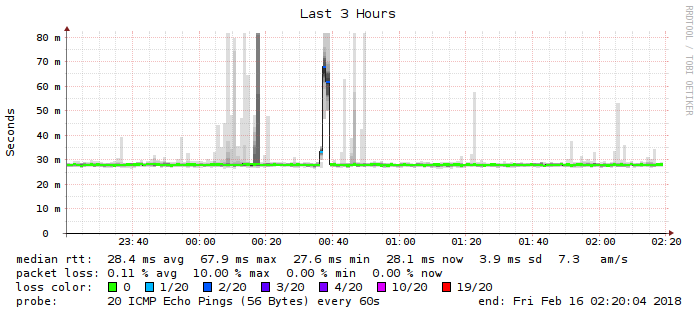 Last 3 Hours
RRDTOOL / TOBI OETIKER
Seconds
80 m
70 m
60 m
50 m
40 m
30 m
20 m
10 m
0
23:40 00:00 00:20 00:40 01:00 01:20 01:40 02:00 02:20
median rtt: 28.4 ms avg 67.9 ms max 27.6 ms min 28.1 ms now 3.9 ms sd 7.3 am/s
packet loss: 0.11 % avg 10.00 % max 0.00 % min 0.00 % now
loss color: 0 1/20 2/20 3/20 4/20 10/20 19/20
probe: 20 ICMP Echo Pings (56 Bytes) every 60s end: Fri Feb 16 02:20:04 2018